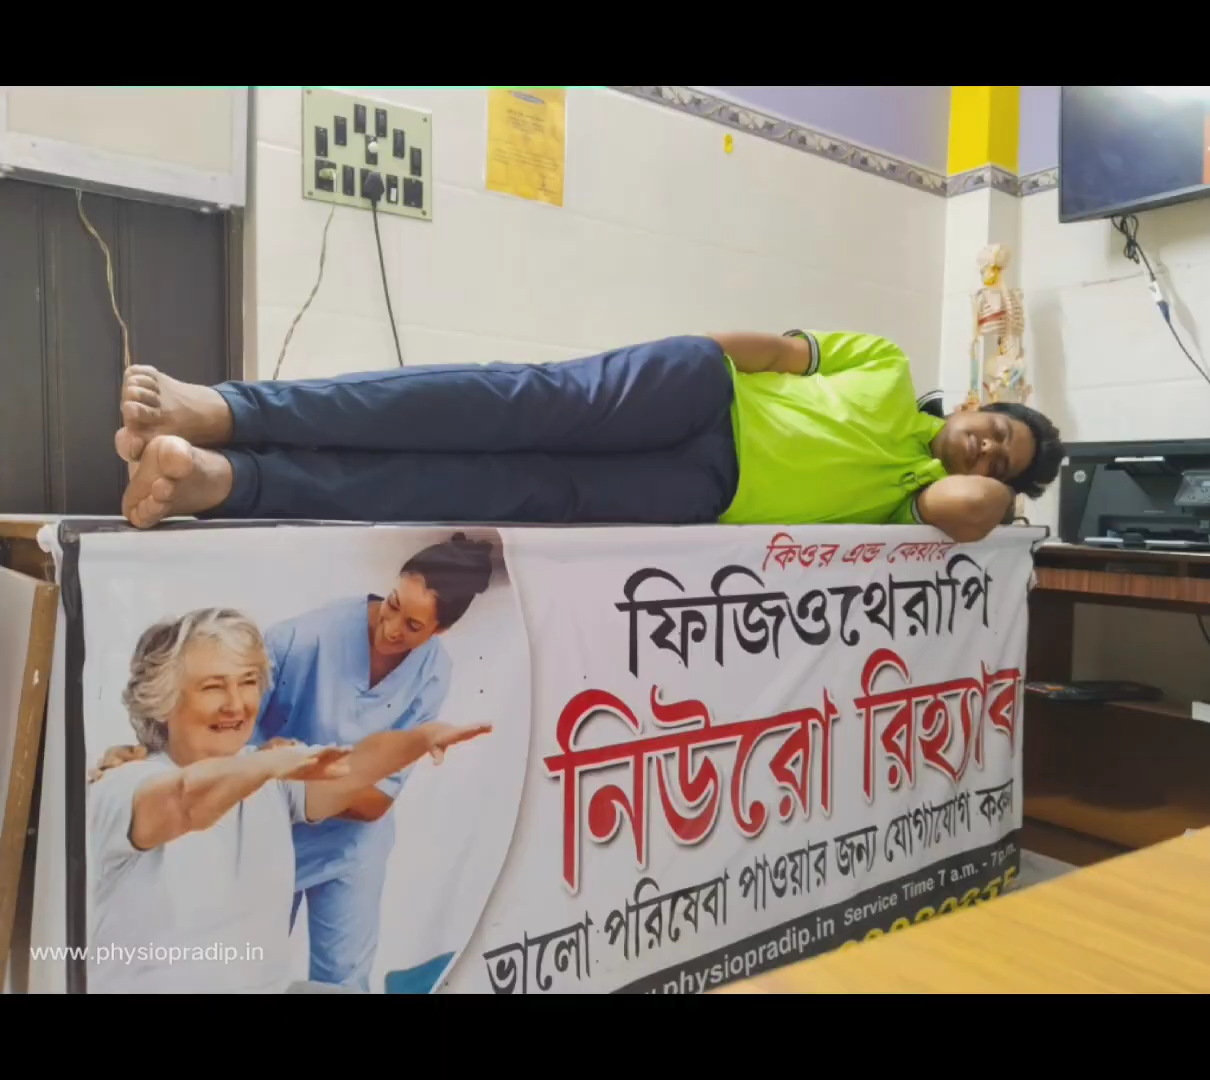 কিওর এন্ড কেয়ার
ফিজিওথেরাপি
নিউরো রিহ্যাব
ভালো পরিষেবা পাওয়ার জন্য যোগাযোগ করুন
physiopradip.in Service Time 7 a.m. - 7 p.m.
www.physiopradip.in